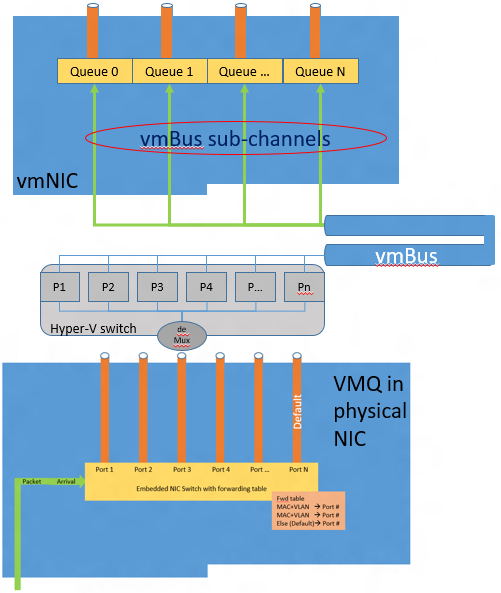 Queue 0 Queue 1 Queue ... Queue N
vmBus sub-channels
vmNIC
vmBus
P1 P2 P3 P4 P... Pn
Hyper-V switch
de
Mux
VMQ in
physical
NIC
Default
Port 1 Port 2 Port 3 Port 4 Port ... Port N
Packet Arrival
Embedded NIC Switch with forwarding table
Fwd table
MAC+VLAN → Port #
MAC+VLAN → Port #
Else (Default)→ Port #